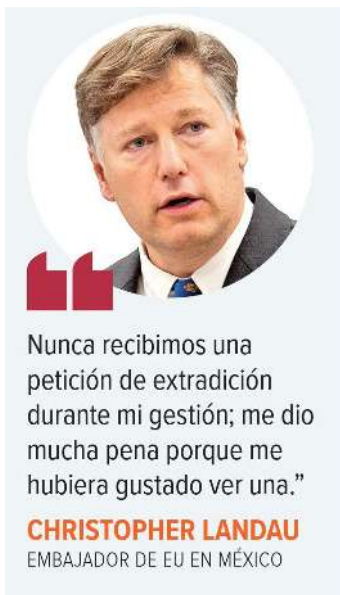 Nunca recibimos una
petición de extradición
durante mi gestión; me dio
mucha pena porque me
hubiera gustado ver una.”
CHRISTOPHER LANDAU
EMBAJADOR DE EU EN MÉXICO